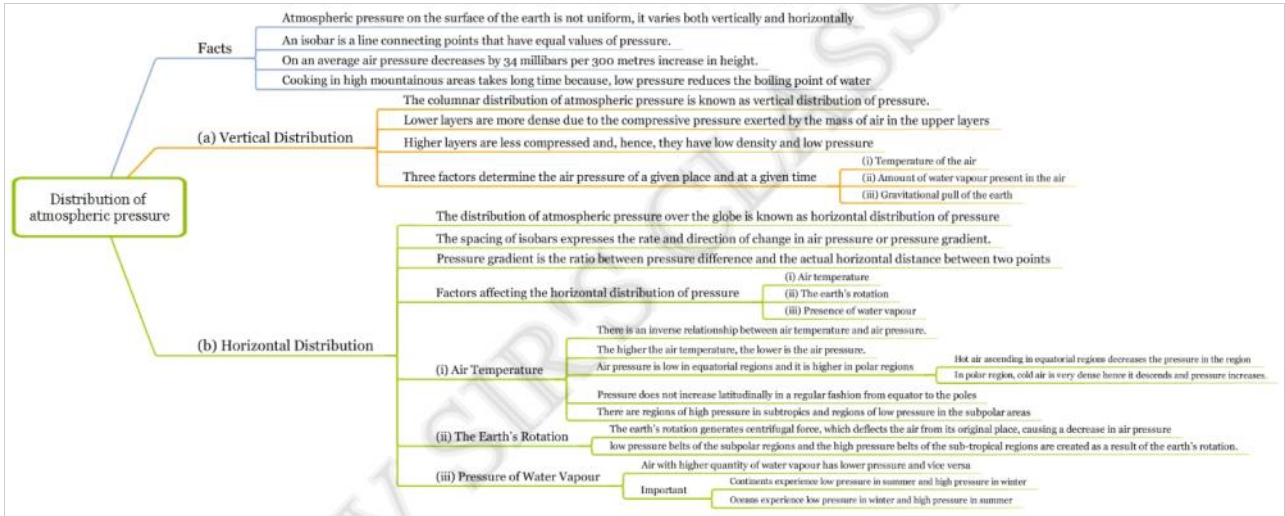 Distribution of
atmospheric pressure
Facts
Atmospheric pressure on the surface of the earth is not uniform, it varies both vertically and horizontally
An isobar is a line connecting points that have equal values of pressure.
On an average air pressure decreases by 34 millibars per 300 metres increase in height.
Cooking in high mountainous areas takes long time because, low pressure reduces the boiling point of water
(a) Vertical Distribution
The columnar distribution of atmospheric pressure is known as vertical distribution of pressure.
Lower layers are more dense due to the compressive pressure exerted by the mass of air in the upper layers
Higher layers are less compressed and, hence, they have low density and low pressure
Three factors determine the air pressure of a given place and at a given time
(i) Temperature of the air
(ii) Amount of water vapour present in the air
(iii) Gravitational pull of the earth
(b) Horizontal Distribution
The distribution of atmospheric pressure over the globe is known as horizontal distribution of pressure
The spacing of isobars expresses the rate and direction of change in air pressure or pressure gradient.
Pressure gradient is the ratio between pressure difference and the actual horizontal distance between two points
Factors affecting the horizontal distribution of pressure
(i) Air temperature
(ii) The earth's rotation
(iii) Presence of water vapour
(i) Air Temperature
There is an inverse relationship between air temperature and air pressure.
The higher the air temperature, the lower is the air pressure.
Air pressure is low in equatorial regions and it is higher in polar regions
Hot air ascending in equatorial regions decreases the pressure in the region
In polar region, cold air is very dense hence it descends and pressure increases.
Pressure does not increase latitudinally in a regular fashion from equator to the poles
There are regions of high pressure in subtropics and regions of low pressure in the subpolar areas
(ii) The Earth's Rotation
The earth's rotation generates centrifugal force, which deflects the air from its original place, causing a decrease in air pressure
low pressure belts of the subpolar regions and the high pressure belts of the sub-tropical regions are created as a result of the earth's rotation.
(iii) Pressure of Water Vapour
Air with higher quantity of water vapour has lower pressure and vice versa
Important
Continents experience low pressure in summer and high pressure in winter
Oceans experience low pressure in winter and high pressure in summer
SIR'S CLASS